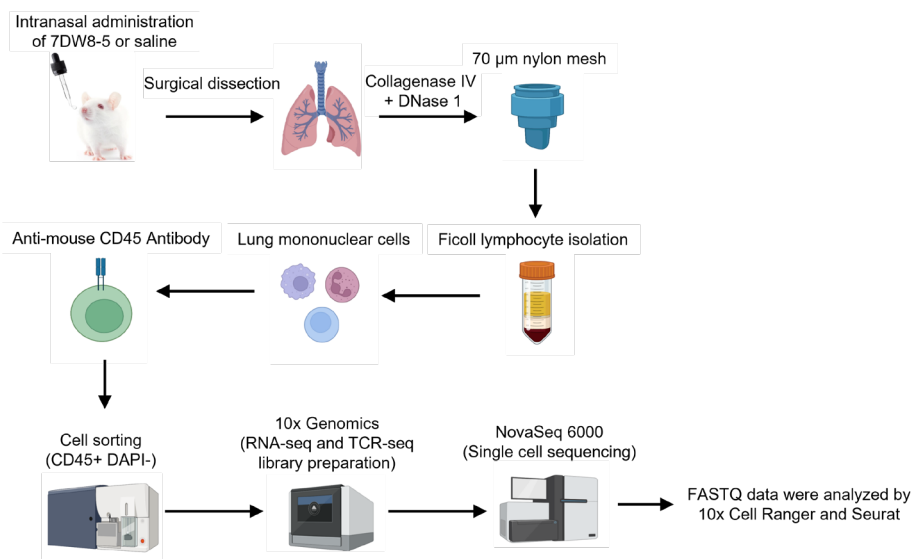 Intranasal administration
of 7DW8-5 or saline
Surgical dissection
Collagenase IV
+ DNase 1
70 µm nylon mesh
Anti-mouse CD45 Antibody
Lung mononuclear cells
Ficoll lymphocyte isolation
Cell sorting
(CD45+ DAPI-)
10x Genomics
(RNA-seq and TCR-seq
library preparation)
NovaSeq 6000
(Single cell sequencing)
FASTQ data were analyzed by
10x Cell Ranger and Seurat